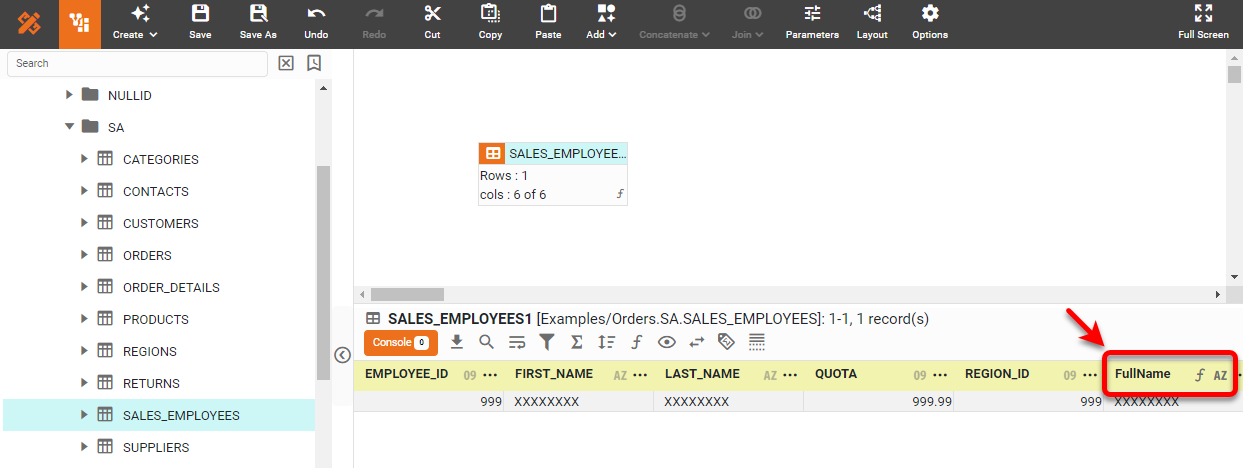 Create Save Save As Undo Redo Cut Copy Paste Add Concatenate Join Parameters Layout Options Full Screen
Search
NULLID
SA
CATEGORIES
CONTACTS
CUSTOMERS
ORDERS
ORDER_DETAILS
PRODUCTS
REGIONS
RETURNS
SALES_EMPLOYEES
SUPPLIERS
SALES_EMPLOYEE...
Rows : 1
cols : 6 of 6 f
SALES_EMPLOYEES1 [Examples/Orders.SA.SALES_EMPLOYEES]: 1-1, 1 record(s)
Console 0
EMPLOYEE_ID 09 FIRST_NAME AZ LAST_NAME AZ QUOTA 09 REGION_ID 09 FullName f AZ
999 XXXXXXXX XXXXXXXX 999.99 999 XXXXXXXX